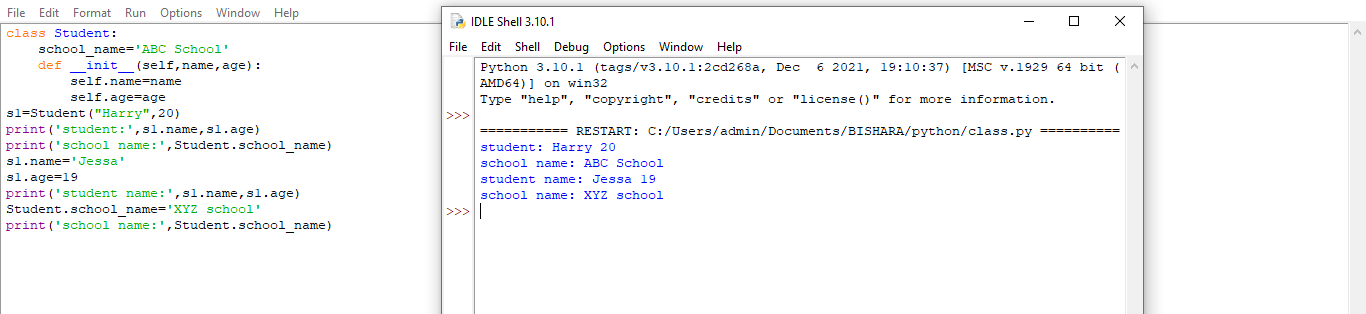 File Edit Format Run Options Window Help
class Student:
    school_name='ABC School'
    def __init__(self,name,age):
        self.name=name
        self.age=age
s1=Student("Harry",20)
print('student:',s1.name,s1.age)
print('school name:',Student.school_name)
s1.name='Jessa'
s1.age=19
print('student name:',s1.name,s1.age)
Student.school_name='XYZ school'
print('school name:',Student.school_name)
IDLE Shell 3.10.1
File Edit Shell Debug Options Window Help
Python 3.10.1 (tags/v3.10.1:2cd268a, Dec  6 2021, 19:10:37) [MSC v.1929 64 bit (
AMD64)] on win32
Type "help", "copyright", "credits" or "license()" for more information.
>>>
=========== RESTART: C:/Users/admin/Documents/BISHARA/python/class.py ==========
student: Harry 20
school name: ABC School
student name: Jessa 19
school name: XYZ school
>>>